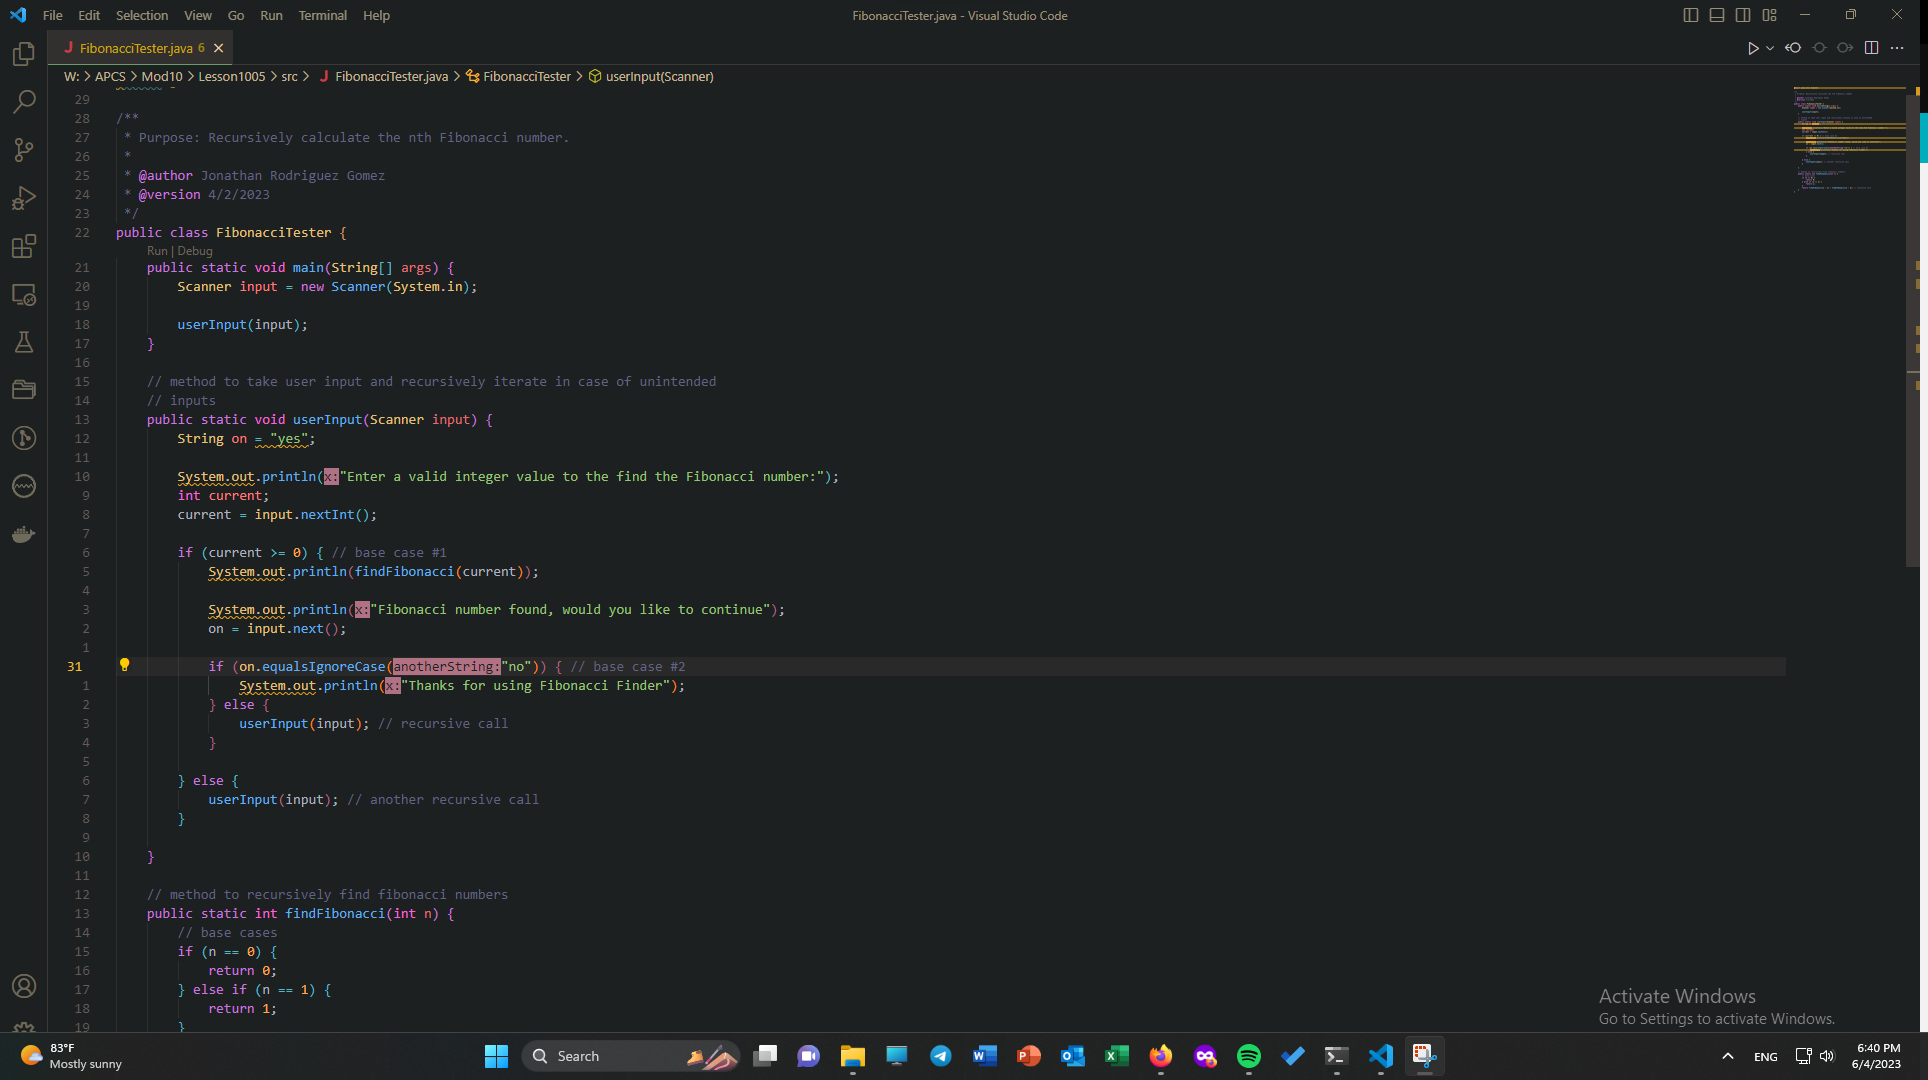 File Edit Selection View Go Run Terminal Help
FibonacciTester.java - Visual Studio Code
J FibonacciTester.java 6
W: > APCS > Mod10 > Lesson1005 > src > J FibonacciTester.java > FibonacciTester > userInput(Scanner)
29
28 /**
27 * Purpose: Recursively calculate the nth Fibonacci number.
26 *
25 * @author Jonathan Rodriguez Gomez
24 * @version 4/2/2023
23 */
22 public class FibonacciTester {
Run | Debug
21 public static void main(String[] args) {
20 Scanner input = new Scanner(System.in);
19
18 userInput(input);
17 }
16
15 // method to take user input and recursively iterate in case of unintended
14 // inputs
13 public static void userInput(Scanner input) {
12 String on = "yes";
11
10 System.out.println(x:"Enter a valid integer value to the find the Fibonacci number:");
9 int current;
8 current = input.nextInt();
7
6 if (current >= 0) { // base case #1
5 System.out.println(findFibonacci(current));
4
3 System.out.println(x:"Fibonacci number found, would you like to continue");
2 on = input.next();
1
31 if (on.equalsIgnoreCase(anotherString:"no")) { // base case #2
1 System.out.println(x:"Thanks for using Fibonacci Finder");
2 } else {
3 userInput(input); // recursive call
4 }
5
6 } else {
7 userInput(input); // another recursive call
8 }
9
10 }
11
12 // method to recursively find fibonacci numbers
13 public static int findFibonacci(int n) {
14 // base cases
15 if (n == 0) {
16 return 0;
17 } else if (n == 1) {
18 return 1;
19 }
Activate Windows
Go to Settings to activate Windows.
83°F
Mostly sunny
Search
ENG
6:40 PM
6/4/2023